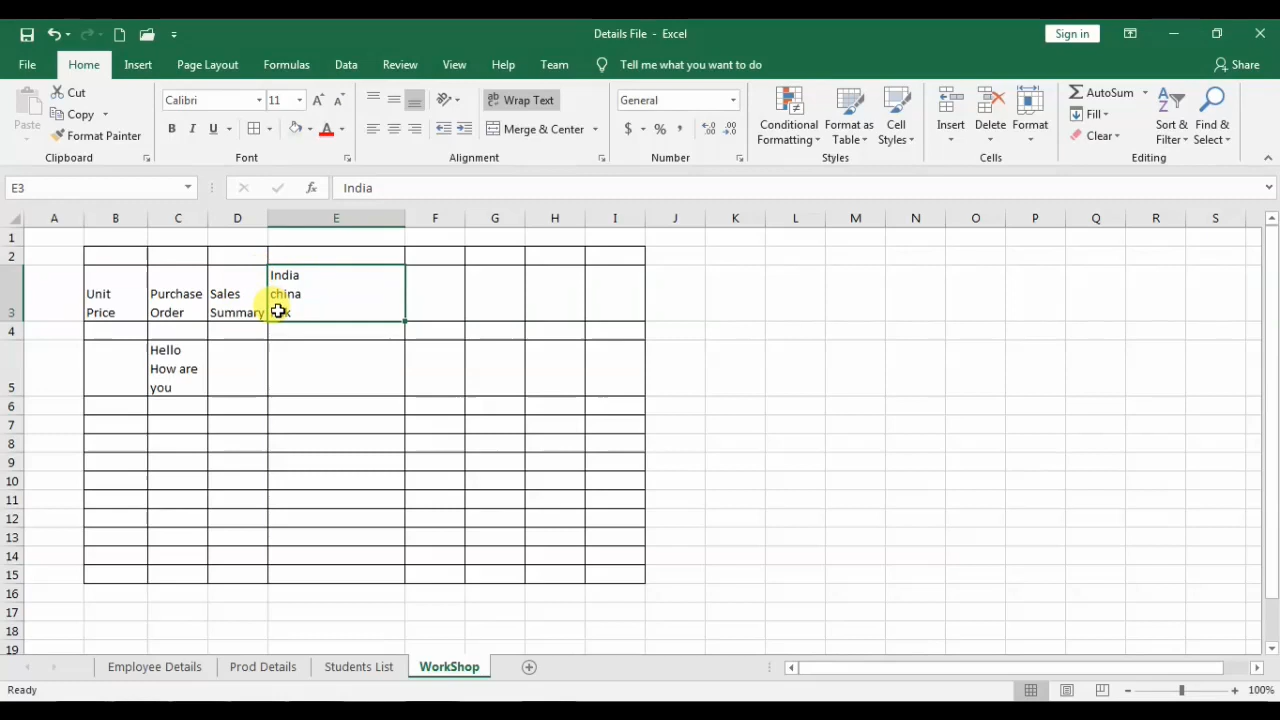 Details File - Excel
Sign in
File Home Insert Page Layout Formulas Data Review View Help Team Tell me what you want to do Share
Paste
Cut
Copy
Format Painter
Clipboard
Calibri 11
B I U
Font
Wrap Text
Merge & Center
Alignment
General
$ % ,
Number
Conditional Formatting
Format as Table
Cell Styles
Styles
Insert
Delete
Format
Cells
AutoSum
Fill
Clear
Sort & Filter
Find & Select
Editing
E3
fx
India
A B C D E F G H I J K L M N O P Q R S
1
2
3
Unit
Price
Purchase
Order
Sales
Summary
India
china
4
5
Hello
How are
you
6
7
8
9
10
11
12
13
14
15
16
17
18
19
Employee Details Prod Details Students List WorkShop
Ready
100%